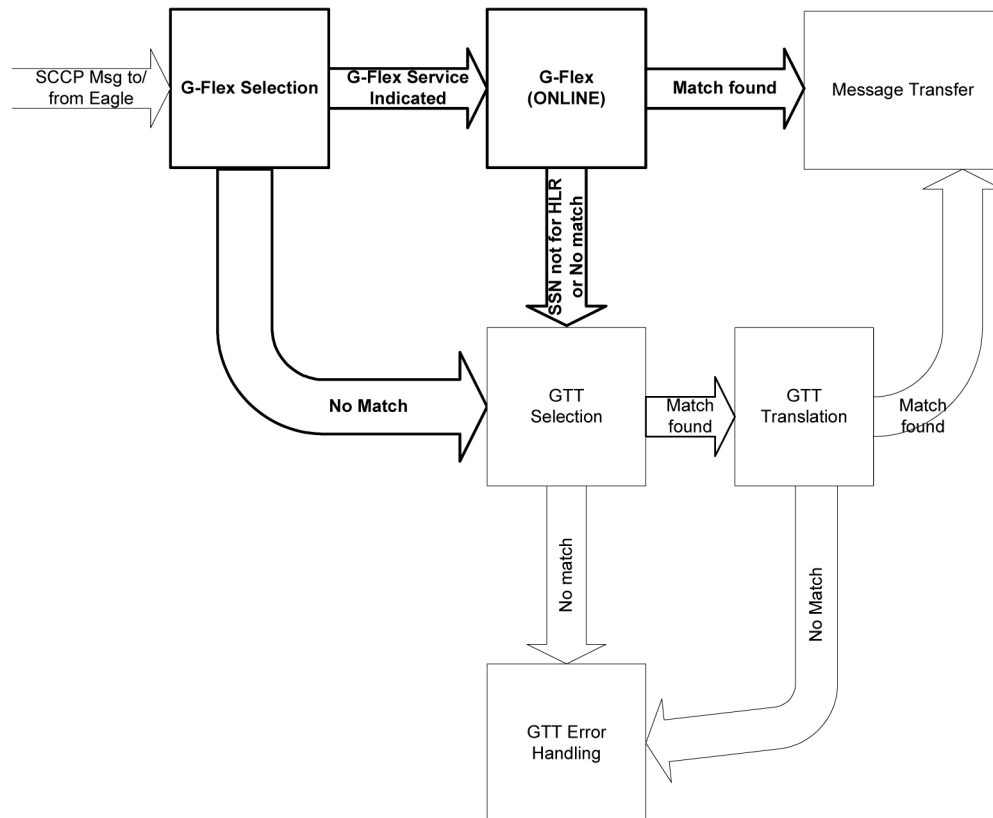 SCCP Msg to/
from Eagle
G-Flex Selection
G-Flex Service
Indicated
G-Flex
(ONLINE)
Match found
Message Transfer
SSN not for HLR
or No match
No Match
GTT
Selection
Match
found
GTT
Translation
Match
found
No match
No Match
GTT Error
Handling